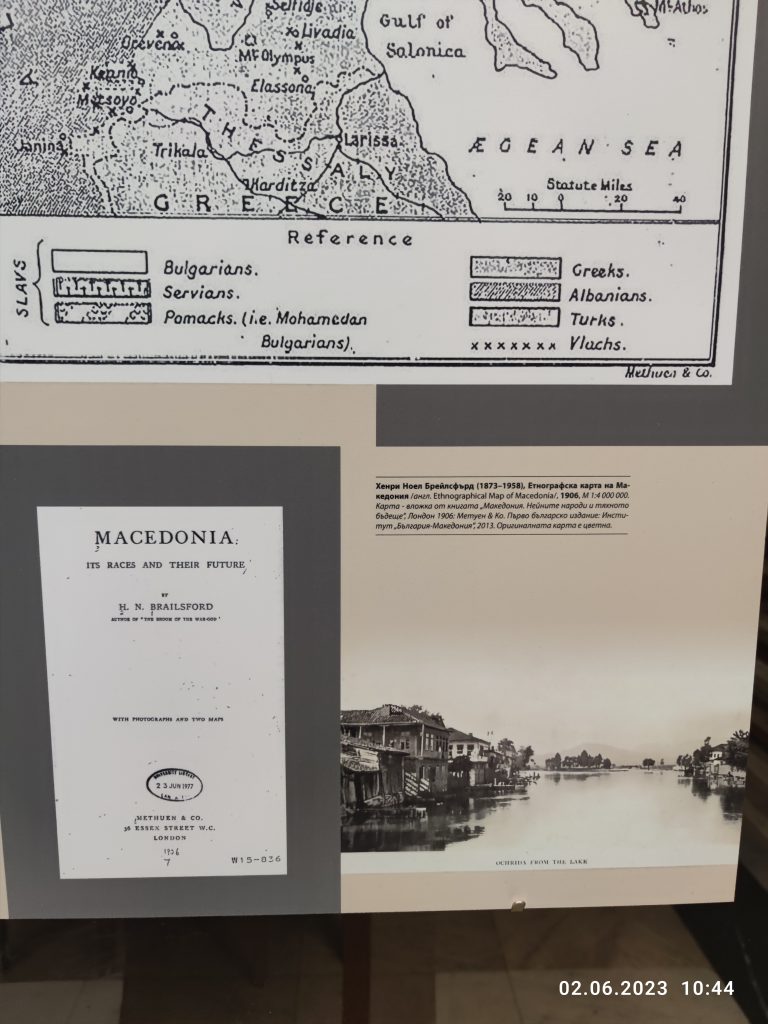 Selfidje
Livadia
Gulf of
Salonica
Mt Athos
Grevena
Mt Olympus
Elassona
Metsovo
THESSALY
Janina
Trikala
Larissa
ÆGEAN SEA
Karditza
Statute Miles
20 10 0 20 40
GREECE
Reference
SLAVS
Bulgarians.
Servians.
Pomacks. (i.e. Mohamedan
Bulgarians).
Greeks.
Albanians.
Turks.
Vlachs.
Methuen & Co.
Хенри Ноел Брейлсфърд (1873–1958), Етнографска карта на Ма-
кедония /англ. Ethnographical Map of Macedonia/, 1906, М 1:4 000 000.
Карта - вложка от книгата „Македония. Нейните народи и тяхното
бъдеще", Лондон 1906: Метуен & Ко. Първо българско издание: Инсти-
тут „България-Македония", 2013. Оригиналната карта е цветна.
MACEDONIA
ITS RACES AND THEIR FUTURE
BY
H. N. BRAILSFORD
AUTHOR OF "THE BROOM OF THE WAR-GOD"
WITH PHOTOGRAPHS AND TWO MAPS
UNIVERSITY LIBRARY
23 JUN 1977
METHUEN & CO.
36 ESSEX STREET W.C.
LONDON
1906
7
W15-036
OCHRIDA FROM THE LAKE
02.06.2023 10:44